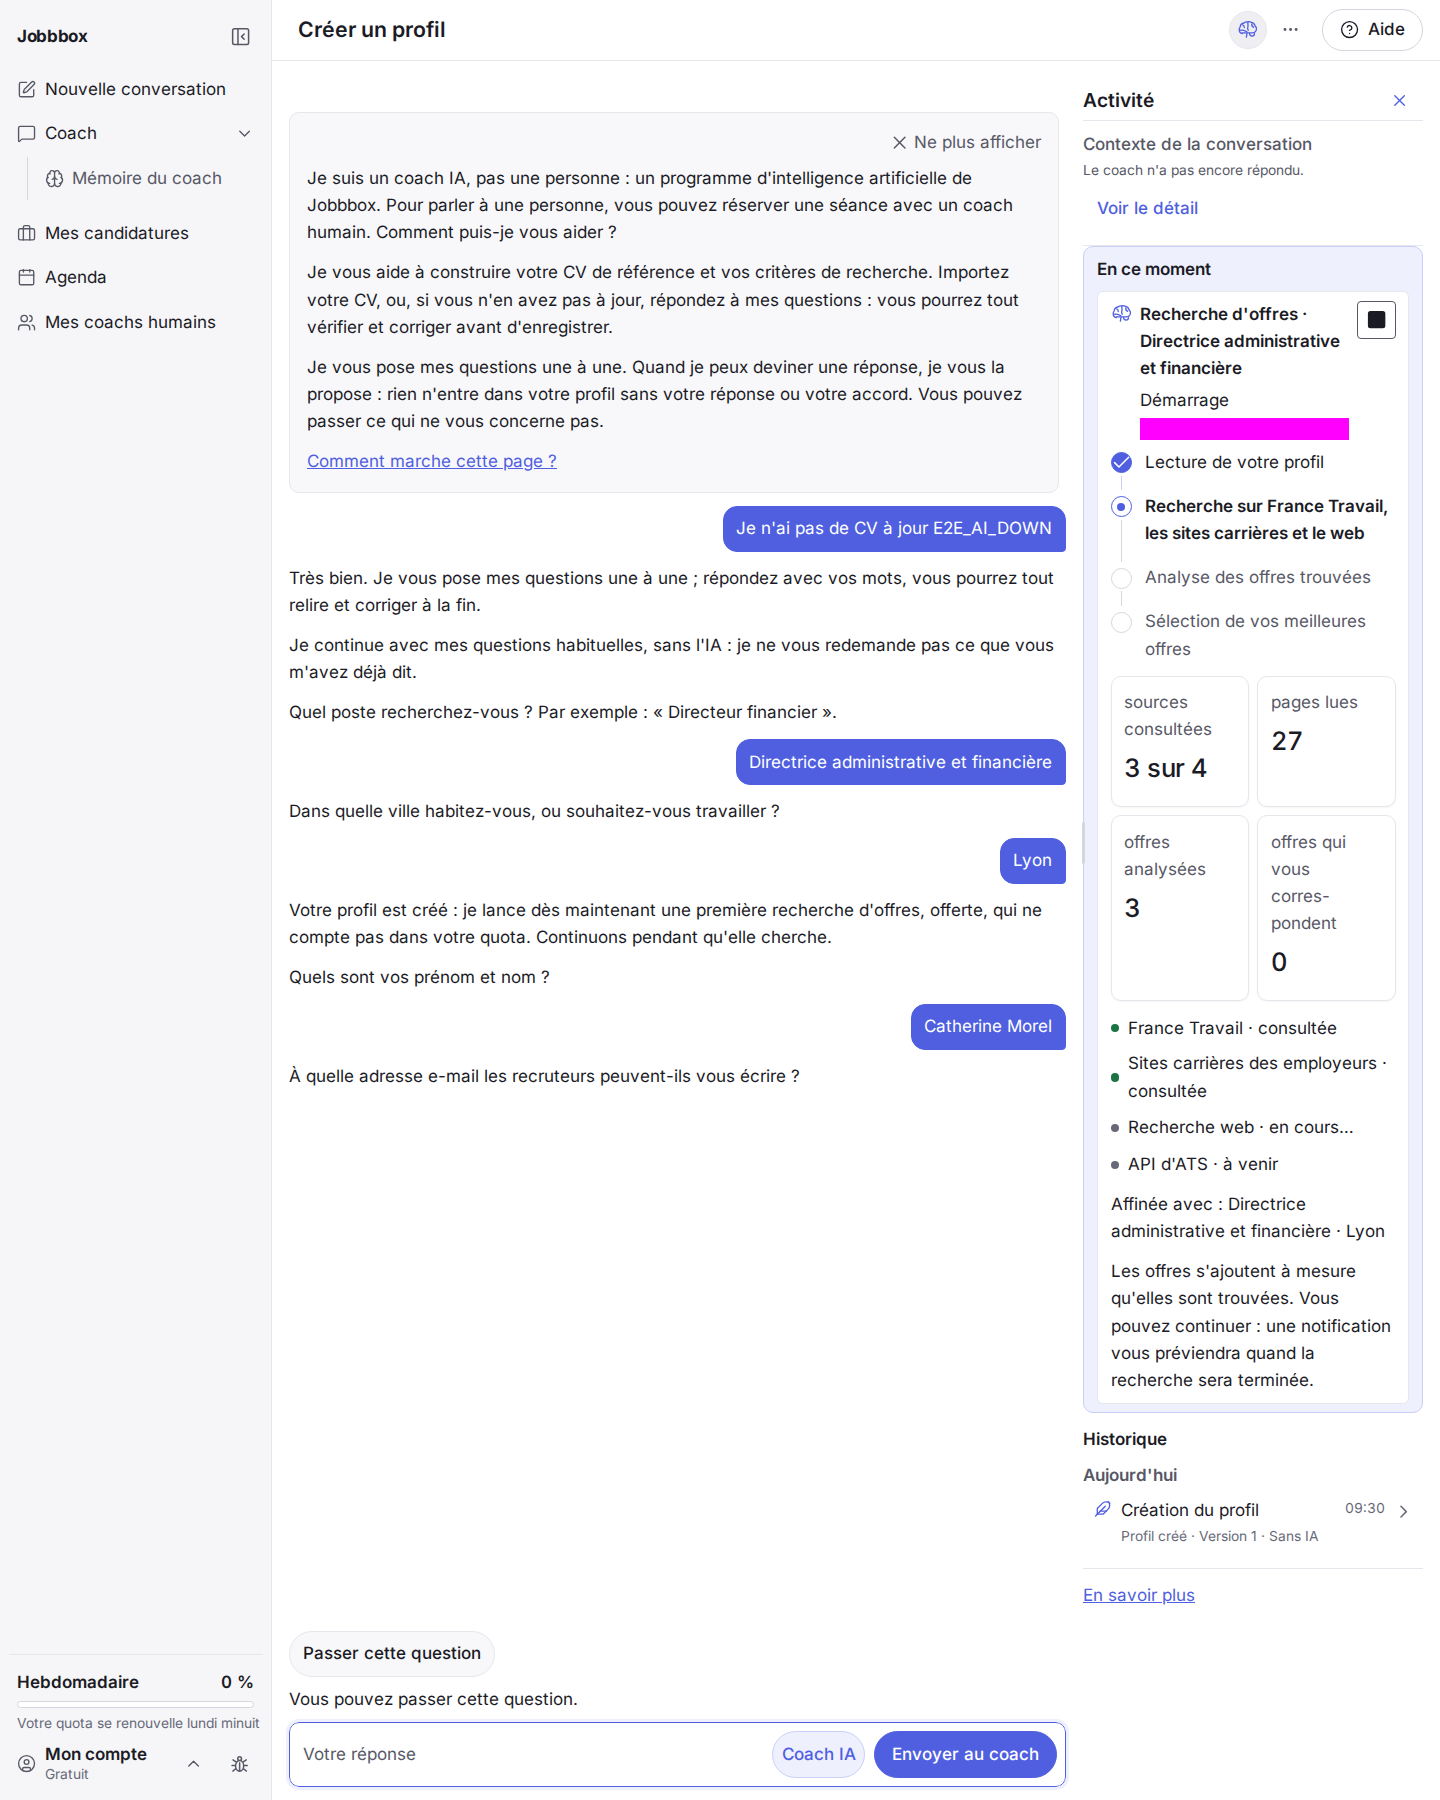 Jobbbox
Nouvelle conversation
Coach
Mémoire du coach
Mes candidatures
Agenda
Mes coachs humains
Hebdomadaire 0 %
Votre quota se renouvelle lundi minuit
Mon compte
Gratuit
Créer un profil
Aide
Ne plus afficher
Je suis un coach IA, pas une personne : un programme d'intelligence artificielle de
Jobbbox. Pour parler à une personne, vous pouvez réserver une séance avec un coach
humain. Comment puis-je vous aider ?
Je vous aide à construire votre CV de référence et vos critères de recherche. Importez
votre CV, ou, si vous n'en avez pas à jour, répondez à mes questions : vous pourrez tout
vérifier et corriger avant d'enregistrer.
Je vous pose mes questions une à une. Quand je peux deviner une réponse, je vous la
propose : rien n'entre dans votre profil sans votre réponse ou votre accord. Vous pouvez
passer ce qui ne vous concerne pas.
Comment marche cette page ?
Je n'ai pas de CV à jour E2E_AI_DOWN
Très bien. Je vous pose mes questions une à une ; répondez avec vos mots, vous pourrez tout
relire et corriger à la fin.
Je continue avec mes questions habituelles, sans l'IA : je ne vous redemande pas ce que vous
m'avez déjà dit.
Quel poste recherchez-vous ? Par exemple : « Directeur financier ».
Directrice administrative et financière
Dans quelle ville habitez-vous, ou souhaitez-vous travailler ?
Lyon
Votre profil est créé : je lance dès maintenant une première recherche d'offres, offerte, qui ne
compte pas dans votre quota. Continuons pendant qu'elle cherche.
Quels sont vos prénom et nom ?
Catherine Morel
À quelle adresse e-mail les recruteurs peuvent-ils vous écrire ?
Passer cette question
Vous pouvez passer cette question.
Votre réponse
Coach IA
Envoyer au coach
Activité
Contexte de la conversation
Le coach n'a pas encore répondu.
Voir le détail
En ce moment
Recherche d'offres ·
Directrice administrative
et financière
Démarrage
Lecture de votre profil
Recherche sur France Travail,
les sites carrières et le web
Analyse des offres trouvées
Sélection de vos meilleures
offres
sources
consultées
3 sur 4
pages lues
27
offres
analysées
3
offres qui
vous
corres-
pondent
0
France Travail · consultée
Sites carrières des employeurs ·
consultée
Recherche web · en cours…
API d'ATS · à venir
Affinée avec : Directrice
administrative et financière · Lyon
Les offres s'ajoutent à mesure
qu'elles sont trouvées. Vous
pouvez continuer : une notification
vous préviendra quand la
recherche sera terminée.
Historique
Aujourd'hui
Création du profil 09:30
Profil créé · Version 1 · Sans IA
En savoir plus